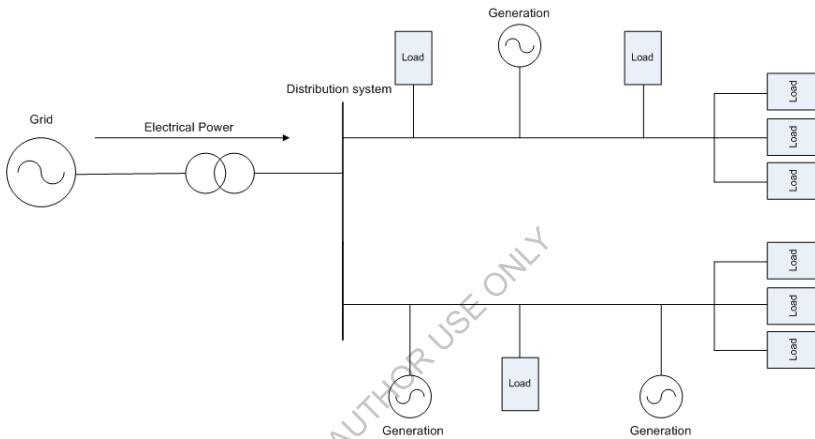 Generation
Load
Load
Distribution system
Load
Grid
Electrical Power
Load
Load
AUTHOR USE ONLY
Load
Load
Load
Load
Generation
Generation